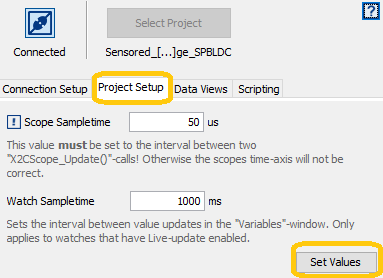 ?
Select Project
Connected
Sensored_[...]ge_SPBLDC
Connection Setup
Project Setup
Data Views
Scripting
! Scope Sampletime
50
us
This value must be set to the interval between two
"X2CScope_Update()"-calls! Otherwise the scopes time-axis will not be
correct.
Watch Sampletime
1000
ms
Sets the interval between value updates in the "Variables"-window. Only
applies to watches that have Live-update enabled.
Set Values